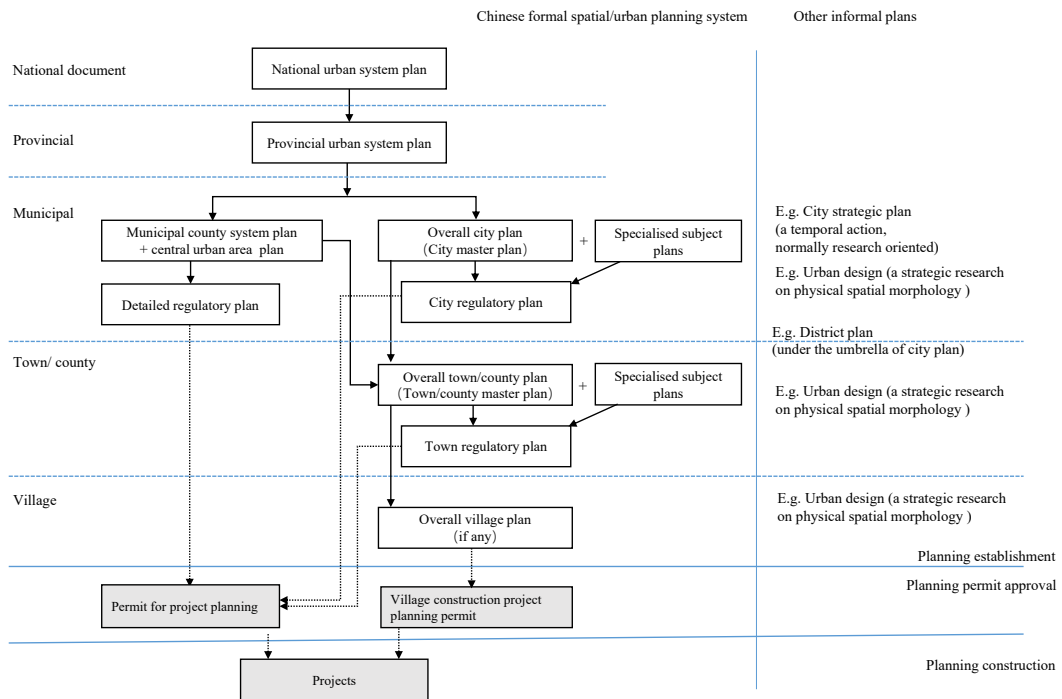 Chinese formal spatial/urban planning system
Other informal plans
National document
National urban system plan
Provincial
Provincial urban system plan
Municipal
Municipal county system plan
+ central urban area plan
Overall city plan
(City master plan)
+
Specialised subject
plans
E.g. City strategic plan
(a temporal action,
normally research oriented)
Detailed regulatory plan
City regulatory plan
E.g. Urban design (a strategic research
on physical spatial morphology )
E.g. District plan
(under the umbrella of city plan)
Town/ county
Overall town/county plan
(Town/county master plan)
+
Specialised subject
plans
E.g. Urban design (a strategic research
on physical spatial morphology )
Town regulatory plan
Village
Overall village plan
(if any)
E.g. Urban design (a strategic research
on physical spatial morphology )
Planning establishment
Planning permit approval
Permit for project planning
Village construction project
planning permit
Projects
Planning construction